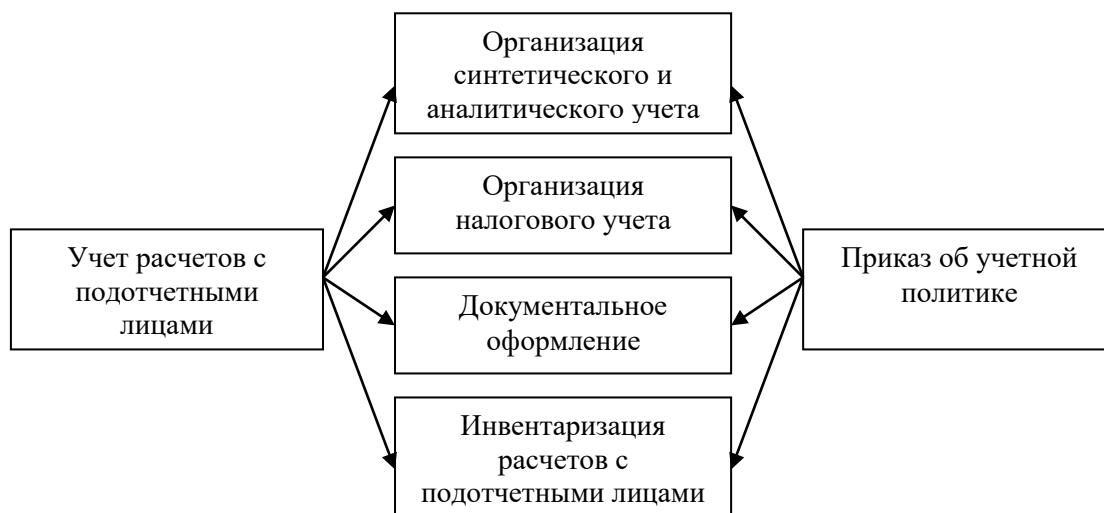 Организация
синтетического и
аналитического учета
Организация
налогового учета
Учет расчетов с
подотчетными
лицами
Приказ об учетной
политике
Документальное
оформление
Инвентаризация
расчетов с
подотчетными лицами